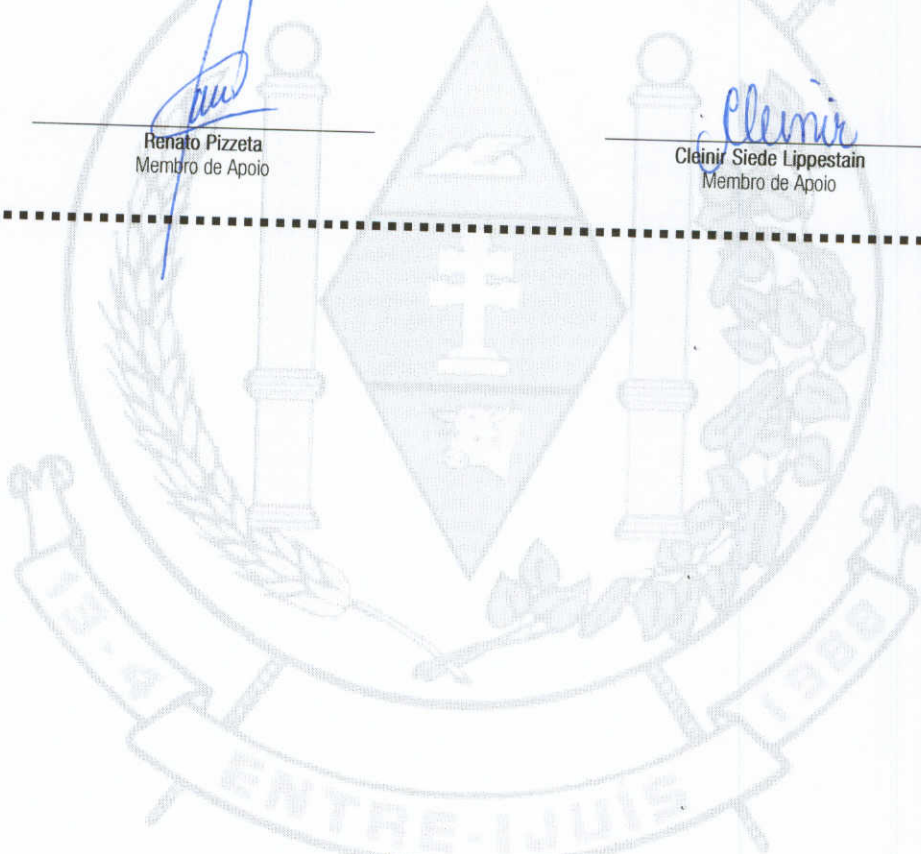 Renato Pizzeta
Membro de Apoio
Cleinir
Cleinir Siede Lippestain
Membro de Apoio
13-4
1988
ENTRE-IJUÍS